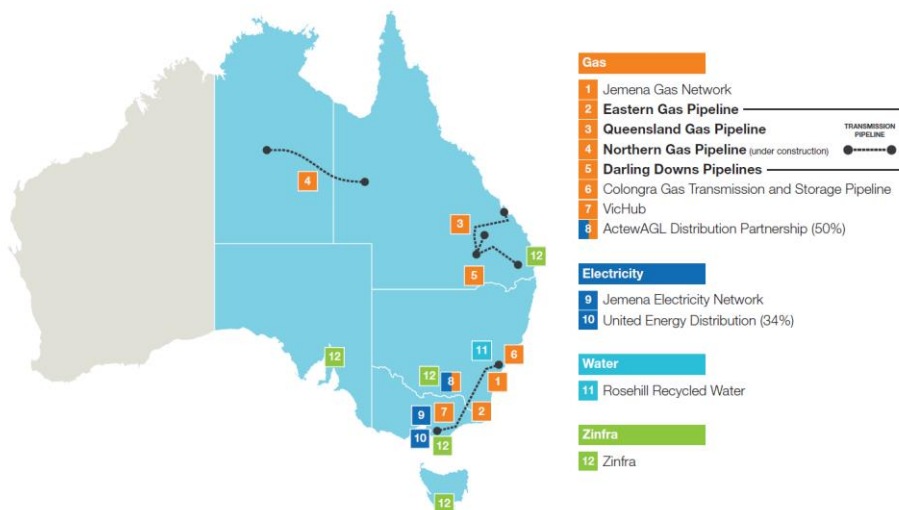 Gas
1 Jemena Gas Network
2 Eastern Gas Pipeline
3 Queensland Gas Pipeline
TRANSMISSION
PIPELINE
4 Northern Gas Pipeline (under construction)
5 Darling Downs Pipelines
6 Colongra Gas Transmission and Storage Pipeline
7 VicHub
8 ActewAGL Distribution Partnership (50%)
Electricity
9 Jemena Electricity Network
10 United Energy Distribution (34%)
Water
11 Rosehill Recycled Water
Zinfra
12 Zinfra
4
3
12
5
11
6
12
12
8
1
9
7
2
10
12
12